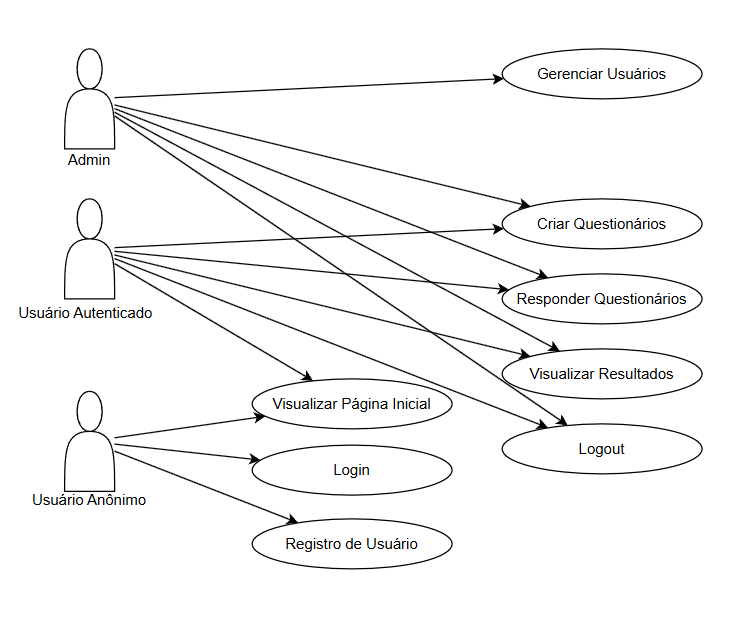 Gerenciar Usuários
Admin
Criar Questionários
Responder Questionários
Usuário Autenticado
Visualizar Resultados
Visualizar Página Inicial
Logout
Login
Usuário Anônimo
Registro de Usuário